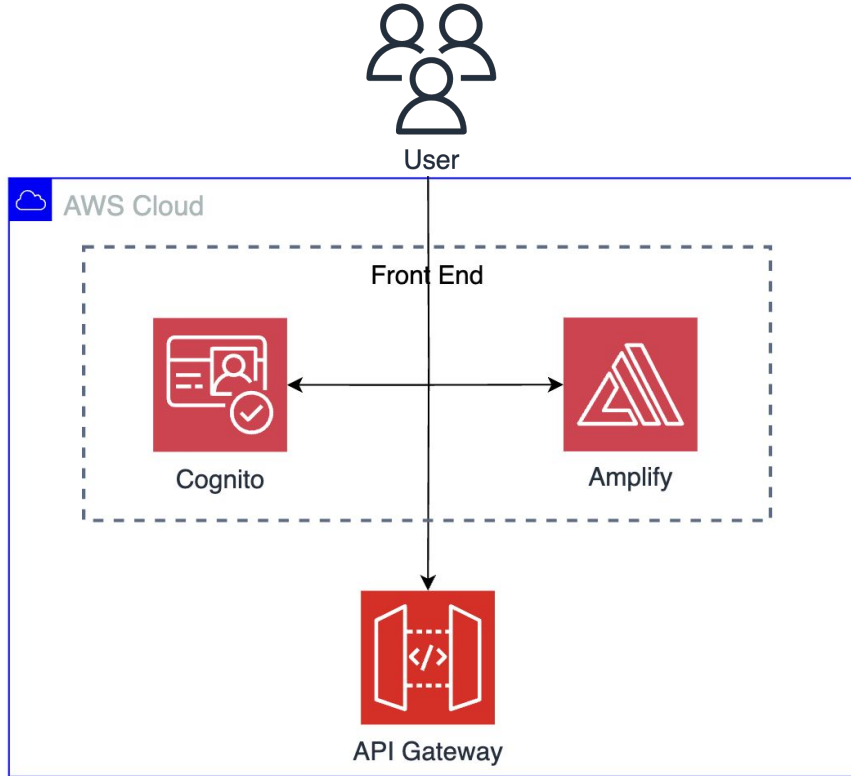 User
AWS Cloud
Front End
Cognito
Amplify
</>
API Gateway